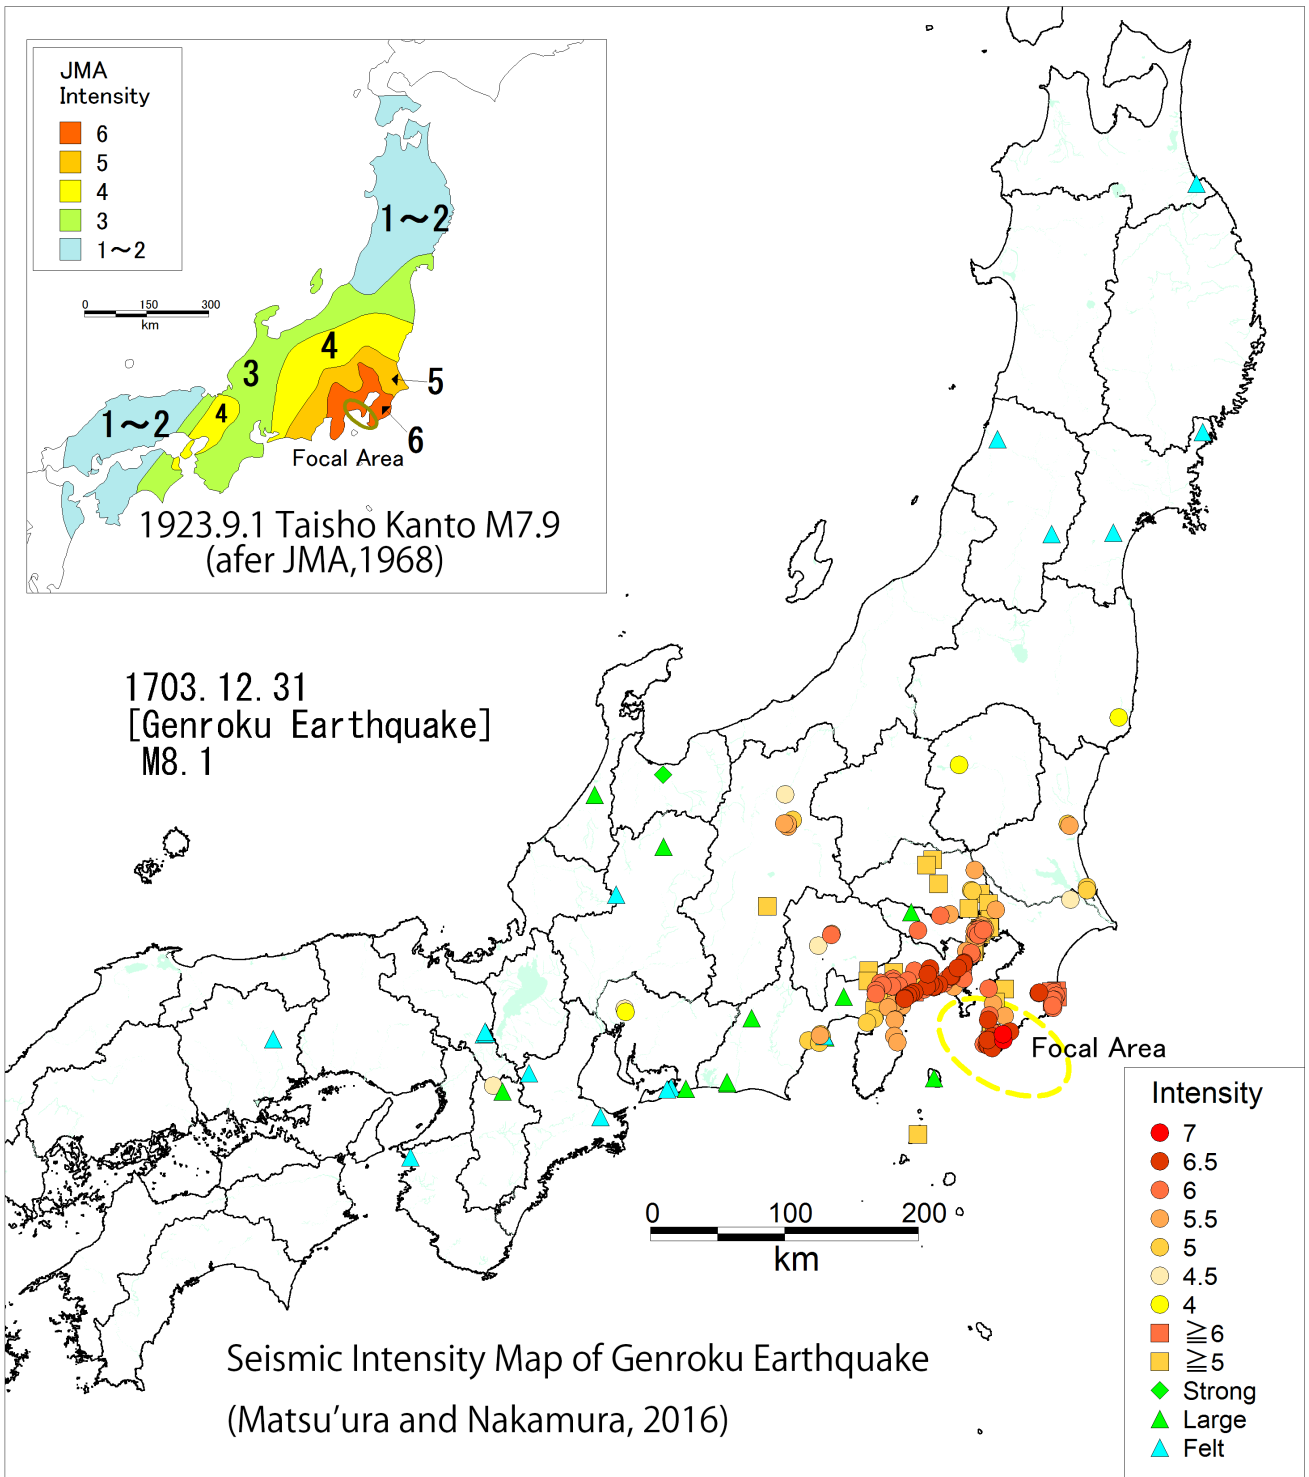 JMA
Intensity
6
5
4
3
1～2
0 150 300
km
1～2
4
3
5
4
1～2
6
Focal Area
1923.9.1 Taisho Kanto M7.9
(afer JMA,1968)
1703.12.31
[Genroku Earthquake]
M8.1
Focal Area
0 100 200
km
Intensity
7
6.5
6
5.5
5
4.5
4
≧6
≧5
Strong
Large
Felt
Seismic Intensity Map of Genroku Earthquake
(Matsu’ura and Nakamura, 2016)